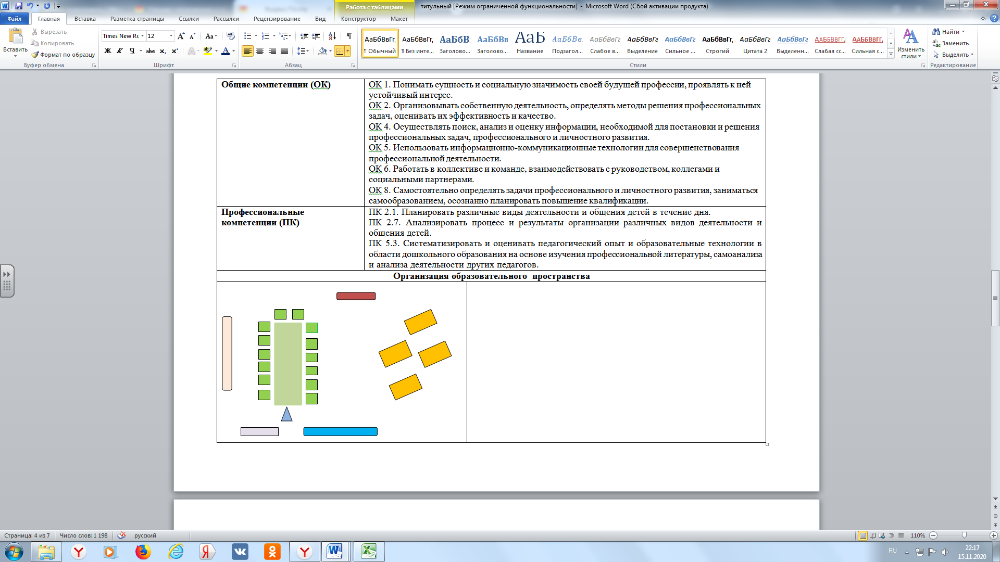 Работа с таблицами
титульный [Режим ограниченной функциональности] - Microsoft Word (Сбой активации продукта)
Файл Главная Вставка Разметка страницы Ссылки Рассылки Рецензирование Вид Конструктор Макет
Вставить
Вырезать
Копировать
Формат по образцу
Буфер обмена
Times New Rc 12
Ж К Ч abc x₂ x² A ab A
Шрифт
Абзац
АаБбВвГг, АаБбВвГг, АаБбВ АаБбВв АаБ АаБбВв АаБбВвГг АаБбВвГг АаБбВвГг АаБбВвГг, АаБбВвГг АаБбВвГг ААБбВвГг, ААБбВвГг,
¶ Обычный ¶ Без инте... Заголово... Заголово... Название Подзагол... Слабое в... Выделение Сильное ... Строгий Цитата 2 Выделенн... Слабая сс... Сильная с...
Стили
Изменить стили
Найти
Заменить
Выделить
Редактирование
Общие компетенции (ОК)
ОК 1. Понимать сущность и социальную значимость своей будущей профессии, проявлять к ней
устойчивый интерес.
ОК 2. Организовывать собственную деятельность, определять методы решения профессиональных
задач, оценивать их эффективность и качество.
ОК 4. Осуществлять поиск, анализ и оценку информации, необходимой для постановки и решения
профессиональных задач, профессионального и личностного развития.
ОК 5. Использовать информационно-коммуникационные технологии для совершенствования
профессиональной деятельности.
ОК 6. Работать в коллективе и команде, взаимодействовать с руководством, коллегами и
социальными партнерами.
ОК 8. Самостоятельно определять задачи профессионального и личностного развития, заниматься
самообразованием, осознанно планировать повышение квалификации.
Профессиональные
компетенции (ПК)
ПК 2.1. Планировать различные виды деятельности и общения детей в течение дня.
ПК 2.7. Анализировать процесс и результаты организации различных видов деятельности и
общения детей.
ПК 5.3. Систематизировать и оценивать педагогический опыт и образовательные технологии в
области дошкольного образования на основе изучения профессиональной литературы, самоанализа
и анализа деятельности других педагогов.
Организация образовательного пространства
Страница: 4 из 7 Число слов: 1 198 русский
110%
RU
22:17
15.11.2020